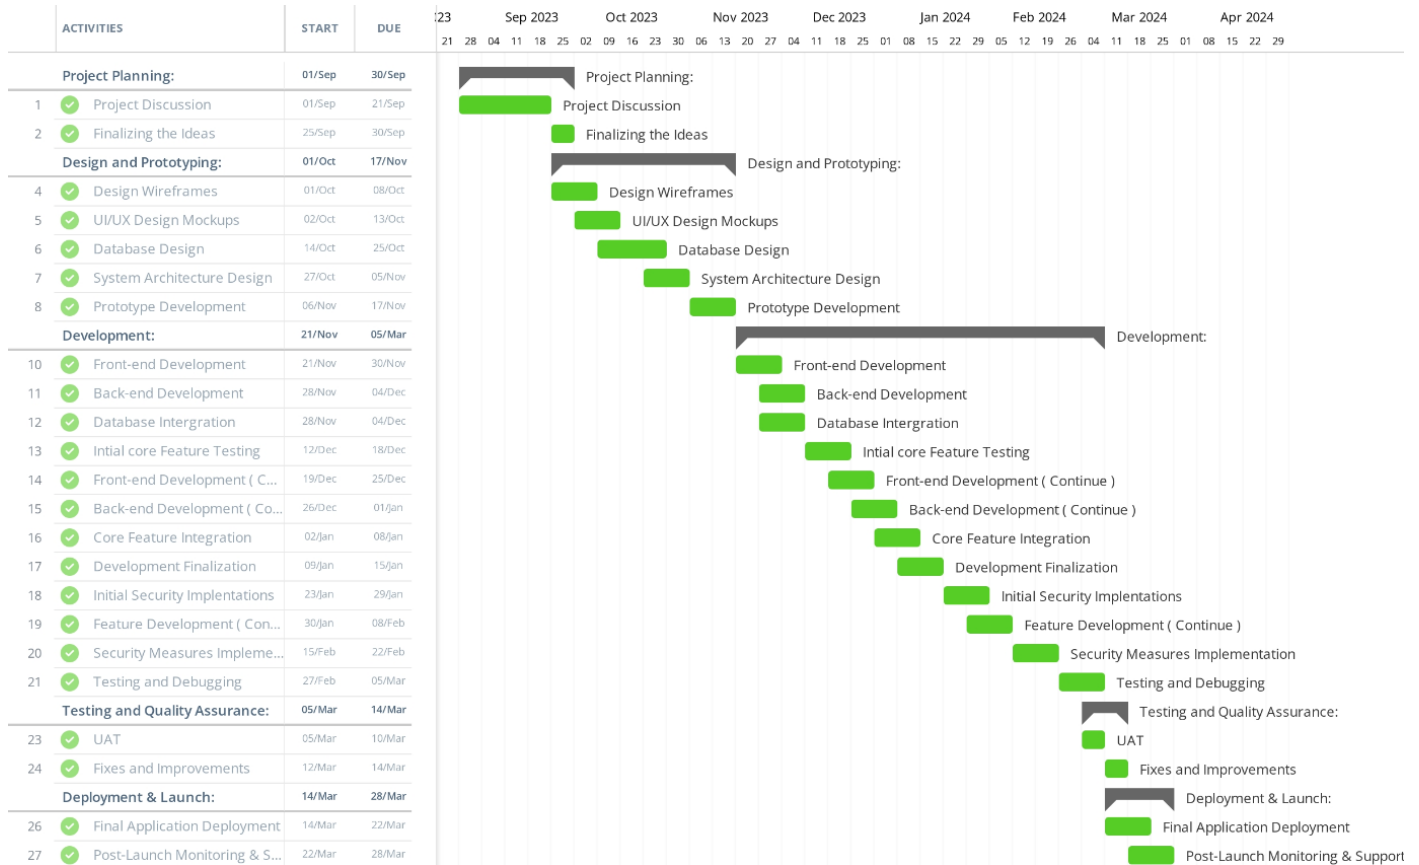 :23 Sep 2023 Oct 2023 Nov 2023 Dec 2023 Jan 2024 Feb 2024 Mar 2024 Apr 2024
ACTIVITIES START DUE
21 28 04 11 18 25 02 09 16 23 30 06 13 20 27 04 11 18 25 01 08 15 22 29 05 12 19 26 04 11 18 25 01 08 15 22 29
Project Planning: 01/Sep 30/Sep Project Planning:
1 Project Discussion 01/Sep 21/Sep Project Discussion
2 Finalizing the Ideas 25/Sep 30/Sep Finalizing the Ideas
Design and Prototyping: 01/Oct 17/Nov Design and Prototyping:
4 Design Wireframes 01/Oct 08/Oct Design Wireframes
5 UI/UX Design Mockups 02/Oct 13/Oct UI/UX Design Mockups
6 Database Design 14/Oct 25/Oct Database Design
7 System Architecture Design 27/Oct 05/Nov System Architecture Design
8 Prototype Development 06/Nov 17/Nov Prototype Development
Development: 21/Nov 05/Mar Development:
10 Front-end Development 21/Nov 30/Nov Front-end Development
11 Back-end Development 28/Nov 04/Dec Back-end Development
12 Database Intergration 28/Nov 04/Dec Database Intergration
13 Intial core Feature Testing 12/Dec 18/Dec Intial core Feature Testing
14 Front-end Development ( C... 19/Dec 25/Dec Front-end Development ( Continue )
15 Back-end Development ( Co... 26/Dec 01/Jan Back-end Development ( Continue )
16 Core Feature Integration 02/Jan 08/Jan Core Feature Integration
17 Development Finalization 09/Jan 15/Jan Development Finalization
18 Initial Security Implentations 23/Jan 29/Jan Initial Security Implentations
19 Feature Development ( Con... 30/Jan 08/Feb Feature Development ( Continue )
20 Security Measures Impleme... 15/Feb 22/Feb Security Measures Implementation
21 Testing and Debugging 27/Feb 05/Mar Testing and Debugging
Testing and Quality Assurance: 05/Mar 14/Mar Testing and Quality Assurance:
23 UAT 05/Mar 10/Mar UAT
24 Fixes and Improvements 12/Mar 14/Mar Fixes and Improvements
Deployment & Launch: 14/Mar 28/Mar Deployment & Launch:
26 Final Application Deployment 14/Mar 22/Mar Final Application Deployment
27 Post-Launch Monitoring & S... 22/Mar 28/Mar Post-Launch Monitoring & Support